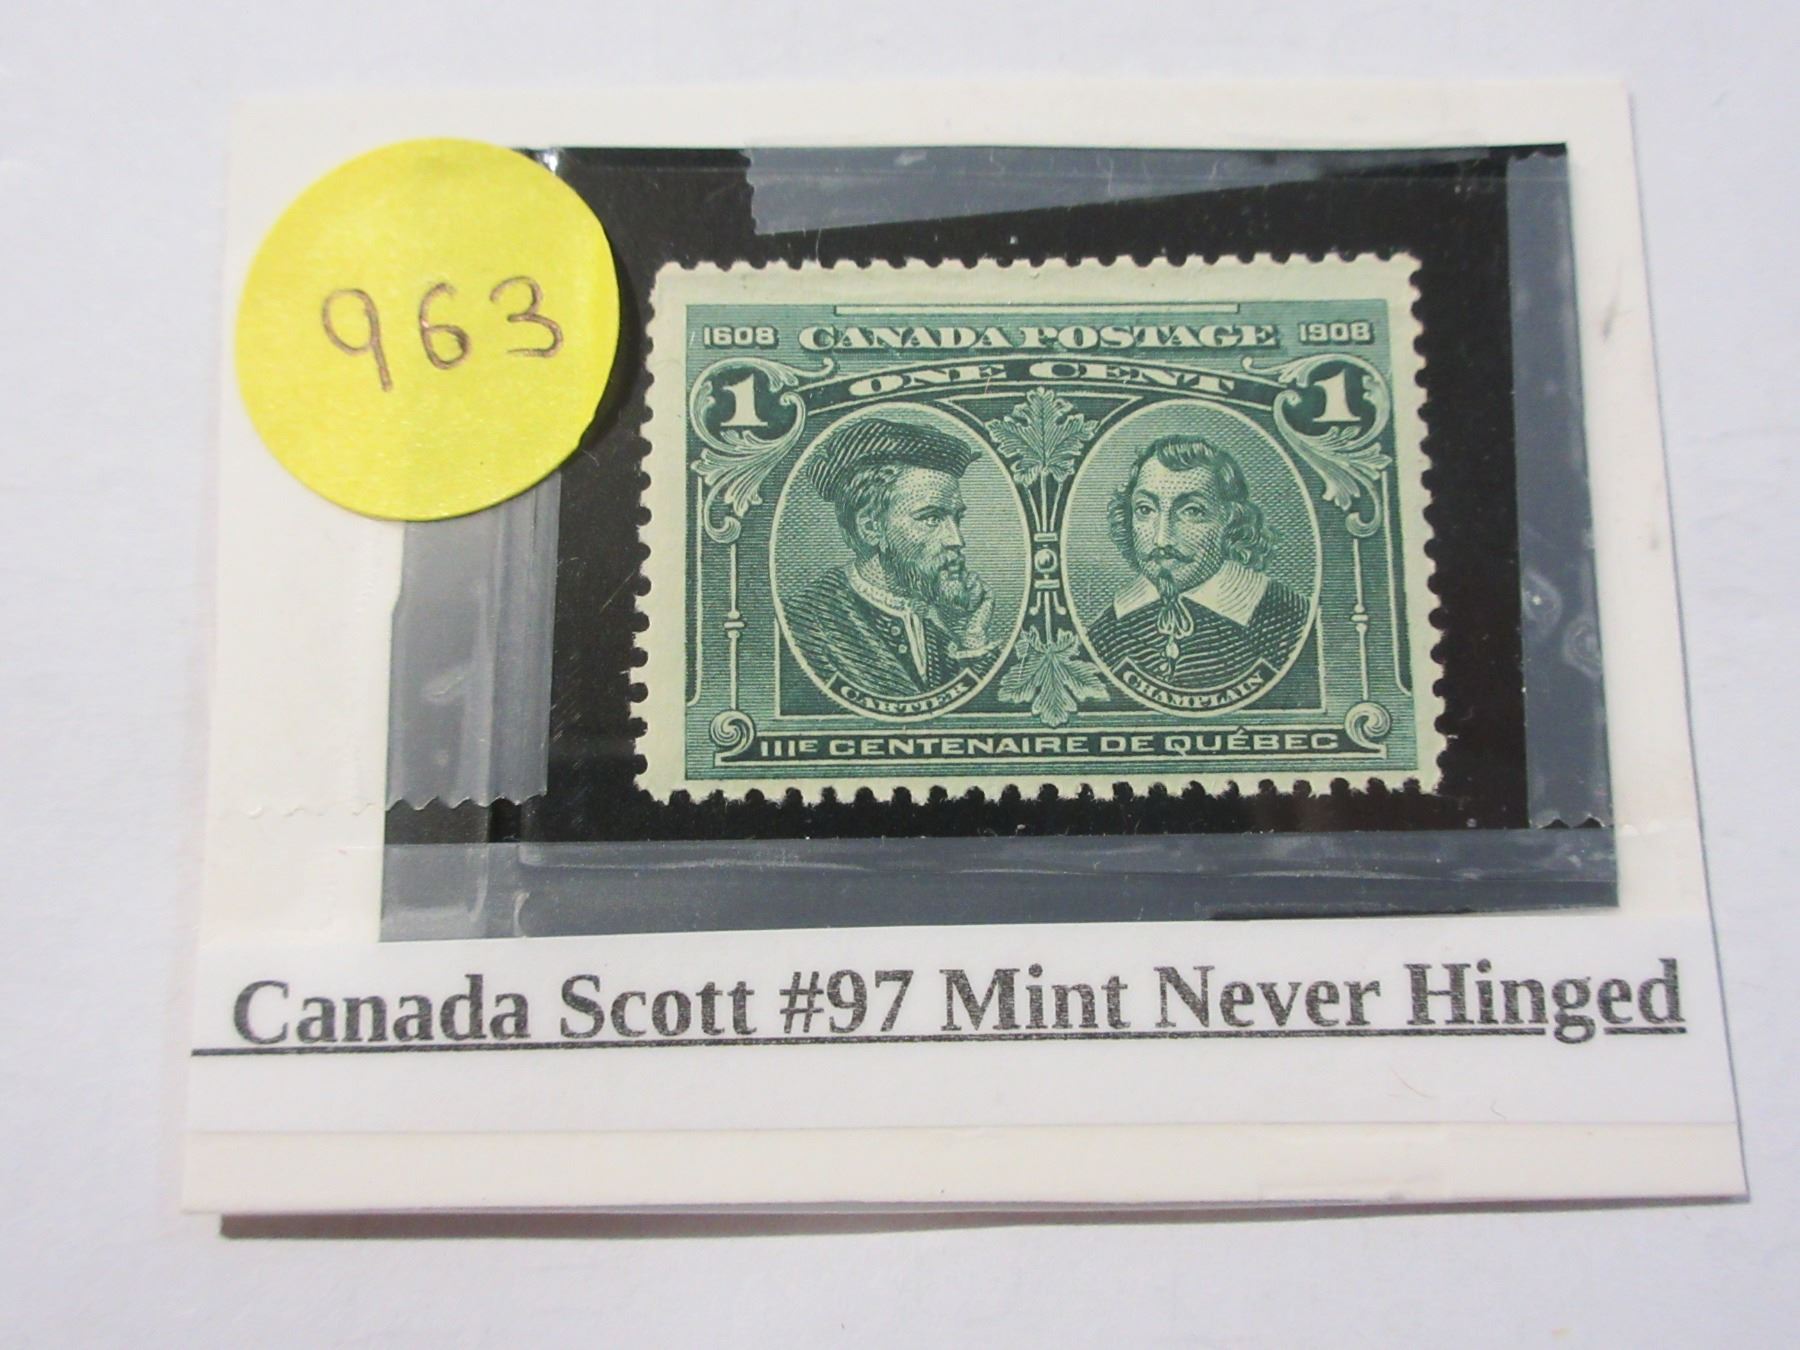 963
1608 CANADA POSTAGE 1908
1 ONE CENT 1
CARTIER CHAMPLAIN
IIIE CENTENAIRE DE QUÉBEC
Canada Scott #97 Mint Never Hinged